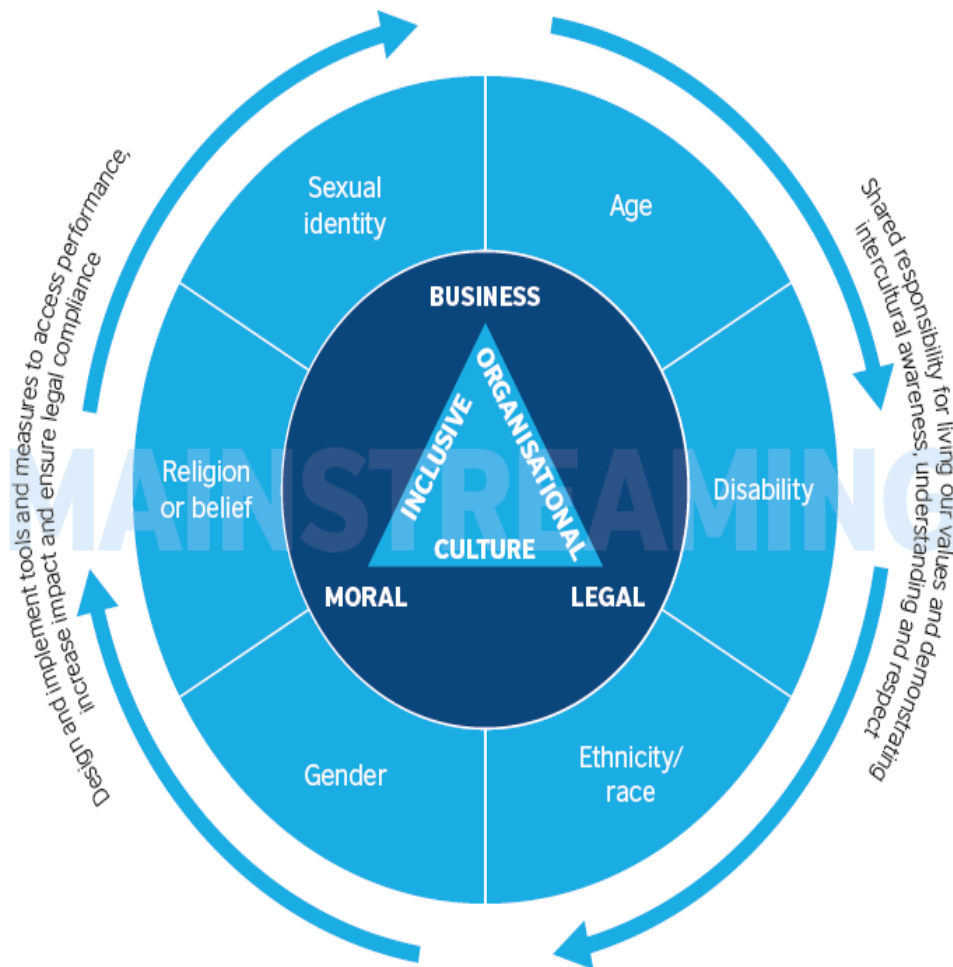 Sexual
identity
Age
BUSINESS
INCLUSIVE
ORGANISATIONAL
CULTURE
MORAL
LEGAL
Religion
or belief
Disability
MAINSTREAMING
Gender
Ethnicity/
race
Design and implement tools and measures to access performance,
increase impact and ensure legal compliance
Shared responsibility for living our values and demonstrating
intercultural awareness, understanding and respect